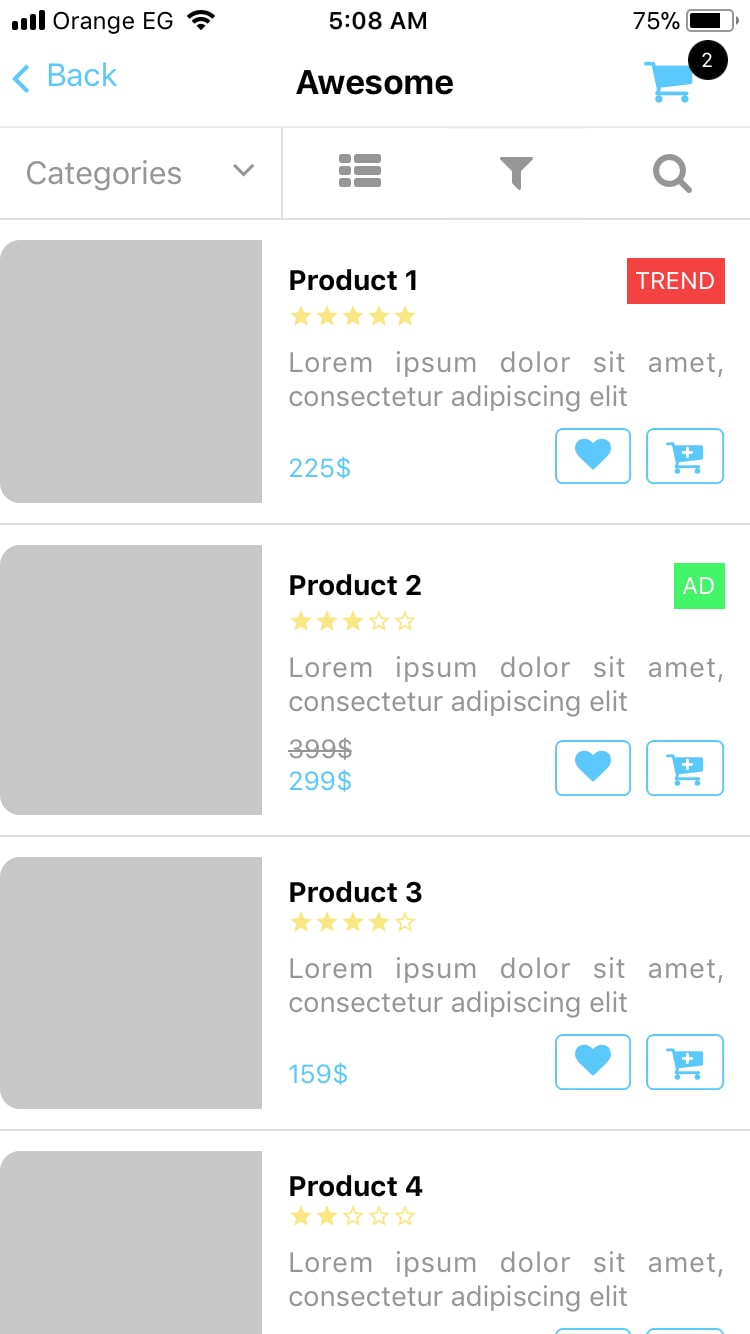 Orange EG
5:08 AM
75%
Back
Awesome
2
Categories
Product 1
TREND
Lorem ipsum dolor sit amet,
consectetur adipiscing elit
225$
Product 2
AD
Lorem ipsum dolor sit amet,
consectetur adipiscing elit
399$
299$
Product 3
Lorem ipsum dolor sit amet,
consectetur adipiscing elit
159$
Product 4
Lorem ipsum dolor sit amet,
consectetur adipiscing elit